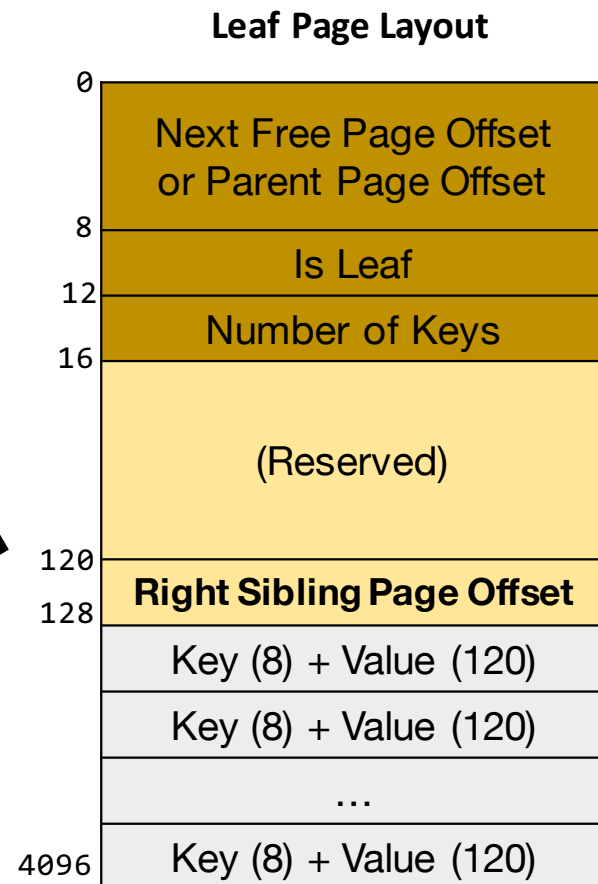 Leaf Page Layout
0
Next Free Page Offset
or Parent Page Offset
8
Is Leaf
12
Number of Keys
16
(Reserved)
120
Right Sibling Page Offset
128
Key (8) + Value (120)
Key (8) + Value (120)
...
Key (8) + Value (120)
4096